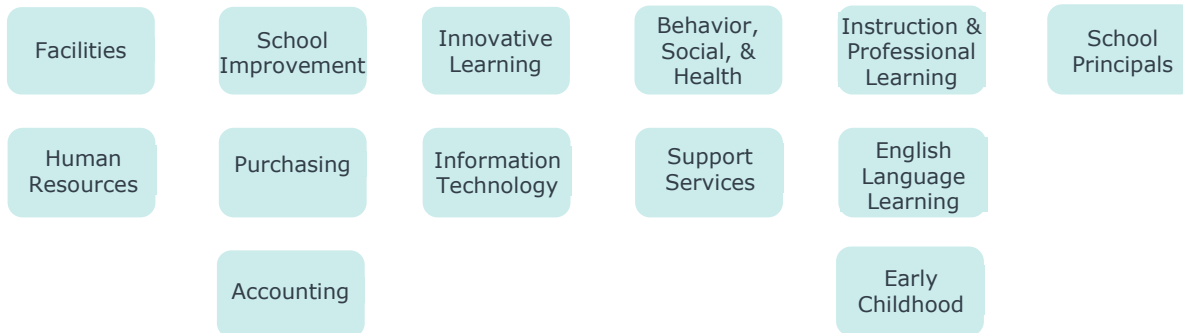 Facilities
School
Improvement
Innovative
Learning
Behavior,
Social, &
Health
Instruction &
Professional
Learning
School
Principals
Human
Resources
Purchasing
Information
Technology
Support
Services
English
Language
Learning
Accounting
Early
Childhood